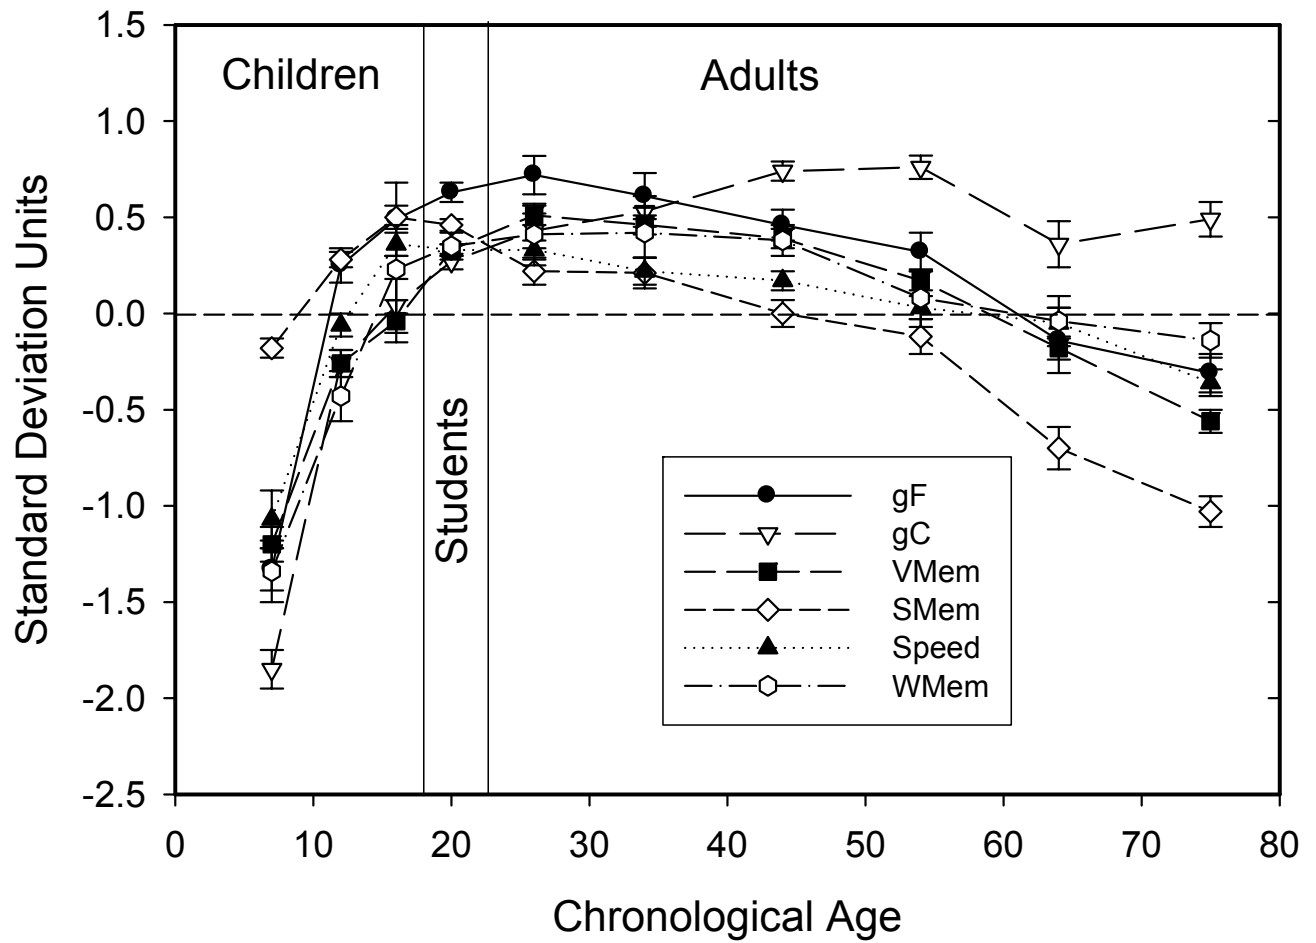 1.5
Children
Adults
1.0
0.5
0.0
-0.5
-1.0
-1.5
-2.0
-2.5
Standard Deviation Units
Students
gF
gC
VMem
SMem
Speed
WMem
0 10 20 30 40 50 60 70 80
Chronological Age